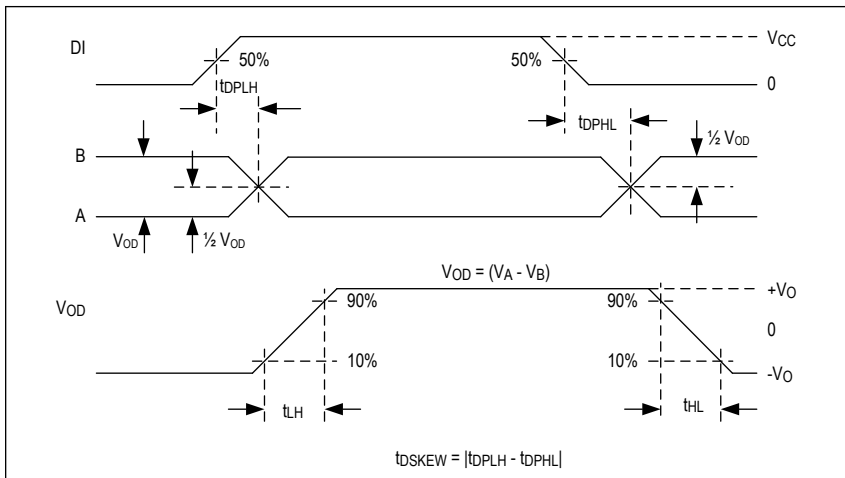 DI
VCC
50%
50%
0
tDPLH
tDPHL
½ VOD
B
A
VOD
½ VOD
VOD = (VA - VB)
VOD
90%
90%
+VO
0
10%
10%
-VO
tLH
tHL
tDSKEW = |tDPLH - tDPHL|